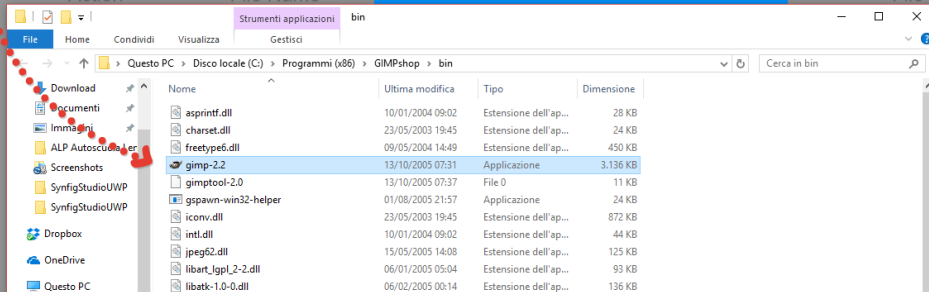 Strumenti applicazioni bin
File Home Condividi Visualizza Gestisci
Questo PC > Disco locale (C:) > Programmi (x86) > GIMPshop > bin Cerca in bin
Nome Ultima modifica Tipo Dimensione
Download
Documenti
Immagini
ALP Autoscuola
Screenshots
SynfigStudioUWP
SynfigStudioUWP
Dropbox
OneDrive
Questo PC
asprintf.dll 10/01/2004 09:02 Estensione dell'ap... 28 KB
charset.dll 23/05/2003 19:45 Estensione dell'ap... 24 KB
freetype6.dll 09/05/2004 14:49 Estensione dell'ap... 450 KB
gimp-2.2 13/10/2005 07:31 Applicazione 3.136 KB
gimptool-2.0 13/10/2005 07:37 File 0 11 KB
gspawn-win32-helper 01/08/2005 21:57 Applicazione 24 KB
iconv.dll 23/05/2003 19:45 Estensione dell'ap... 872 KB
intl.dll 10/01/2004 09:02 Estensione dell'ap... 44 KB
jpeg62.dll 15/05/2005 14:08 Estensione dell'ap... 125 KB
libart_lgpl_2-2.dll 06/01/2005 05:04 Estensione dell'ap... 93 KB
libatk-1.0-0.dll 06/02/2005 00:14 Estensione dell'ap... 136 KB